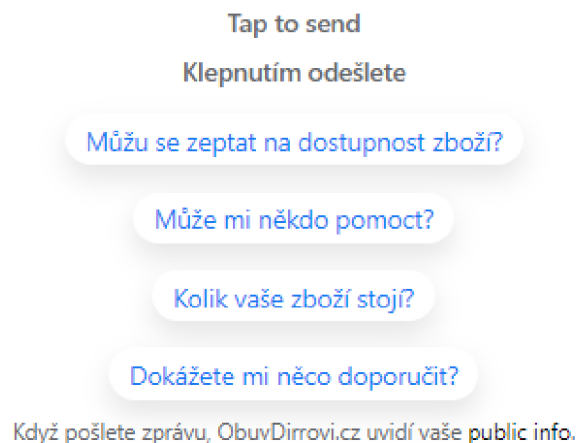 Tap to send
Klepnutím odešlete
Můžu se zeptat na dostupnost zboží?
Může mi někdo pomoct?
Kolik vaše zboží stojí?
Dokážete mi něco doporučit?
Když pošlete zprávu, ObuvDirrovi.cz uvidí vaše public info.